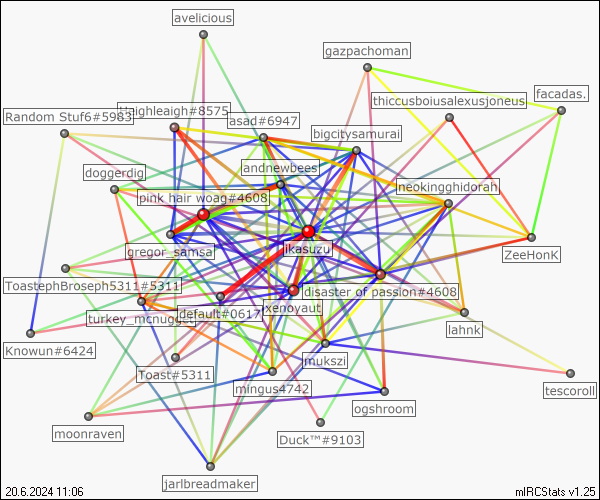 avelicious
gazpachoman
facadas.
thiccusboiusalexusjoneus
Haighleaigh#8575
Random Stuf6#5983
asad#6947
bigcitysamurai
andnewbees
doggerdig
neokingghidorah
pink hair woag#4608
gregor_samsa
ikasuzu
ZeeHonK
ToastephBroseph5311#5311
disaster of passion#4608
xenoyaut
default#0617
turkey_mcnugget
lahnk
Knowun#6424
mukszi
Toast#5311
mingus4742
tescoroll
ogshroom
moonraven
Duck™#9103
jarlbreadmaker
20.6.2024 11:06
mIRCStats v1.25